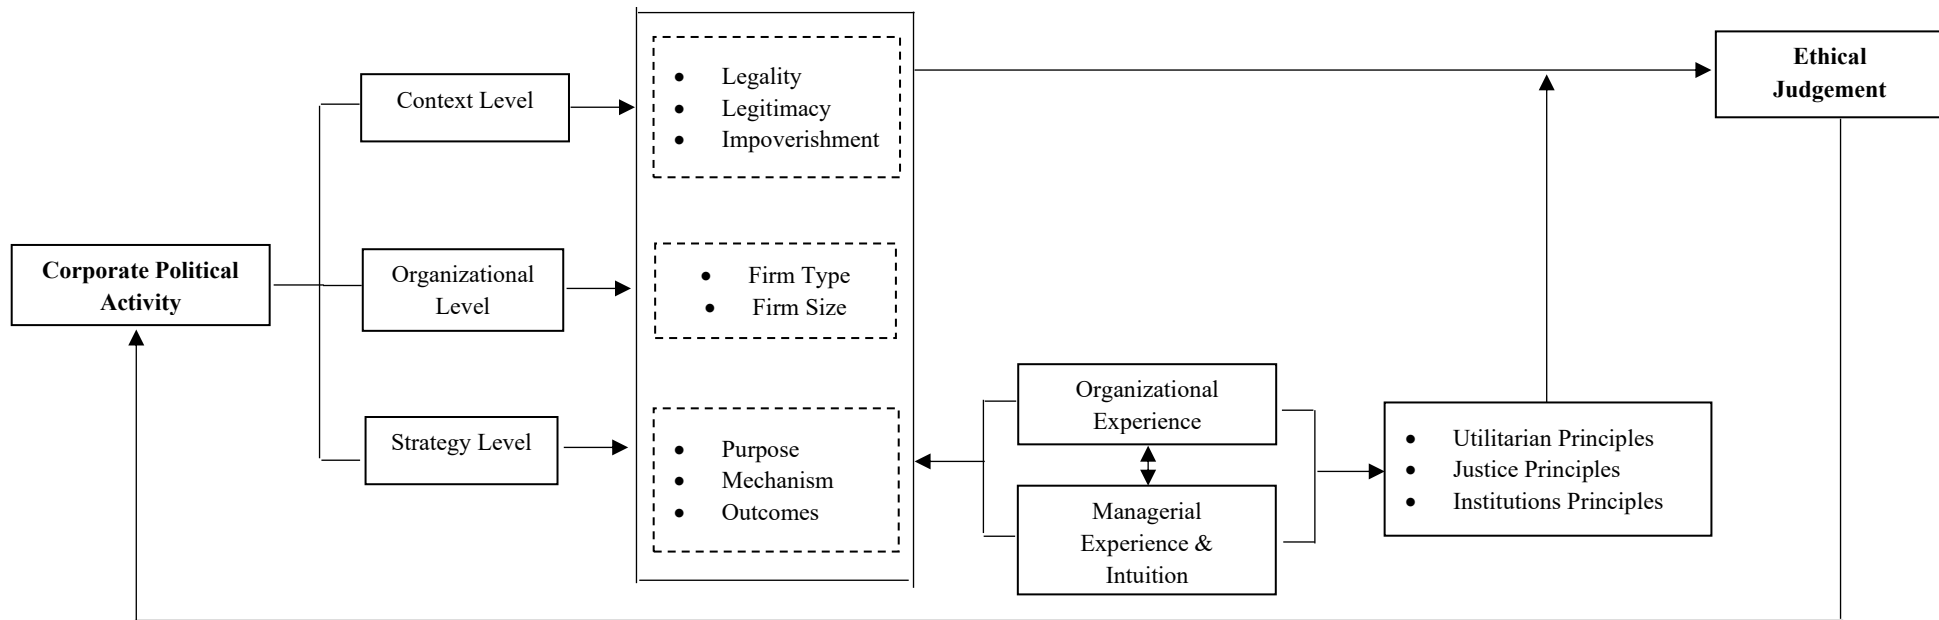 Corporate Political
Activity
Context Level
Organizational
Level
Strategy Level
• Legality
• Legitimacy
• Impoverishment
• Firm Type
• Firm Size
• Purpose
• Mechanism
• Outcomes
Organizational
Experience
Managerial
Experience &
Intuition
• Utilitarian Principles
• Justice Principles
• Institutions Principles
Ethical
Judgement